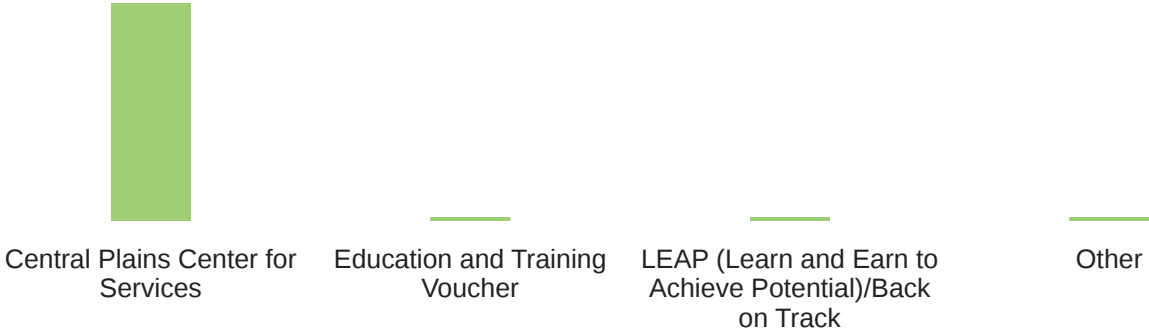 Central Plains Center for
Services
Education and Training
Voucher
LEAP (Learn and Earn to
Achieve Potential)/Back
on Track
Other